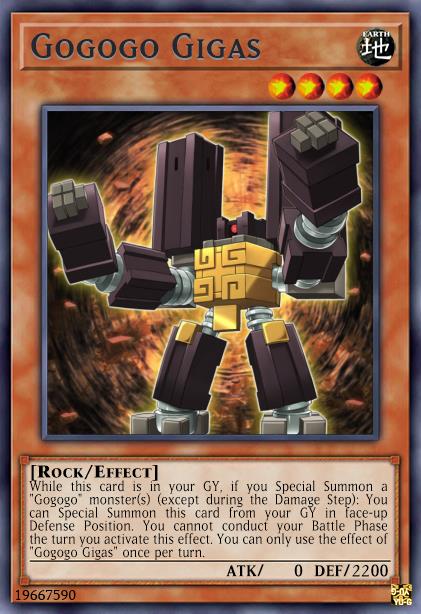 Gogogo Gigas
EARTH
地
[Rock/Effect]
While this card is in your GY, if you Special Summon a
"Gogogo" monster(s) (except during the Damage Step): You
can Special Summon this card from your GY in face-up
Defense Position. You cannot conduct your Battle Phase
the turn you activate this effect. You can only use the effect of
"Gogogo Gigas" once per turn.
ATK/ 0 DEF/2200
19667590